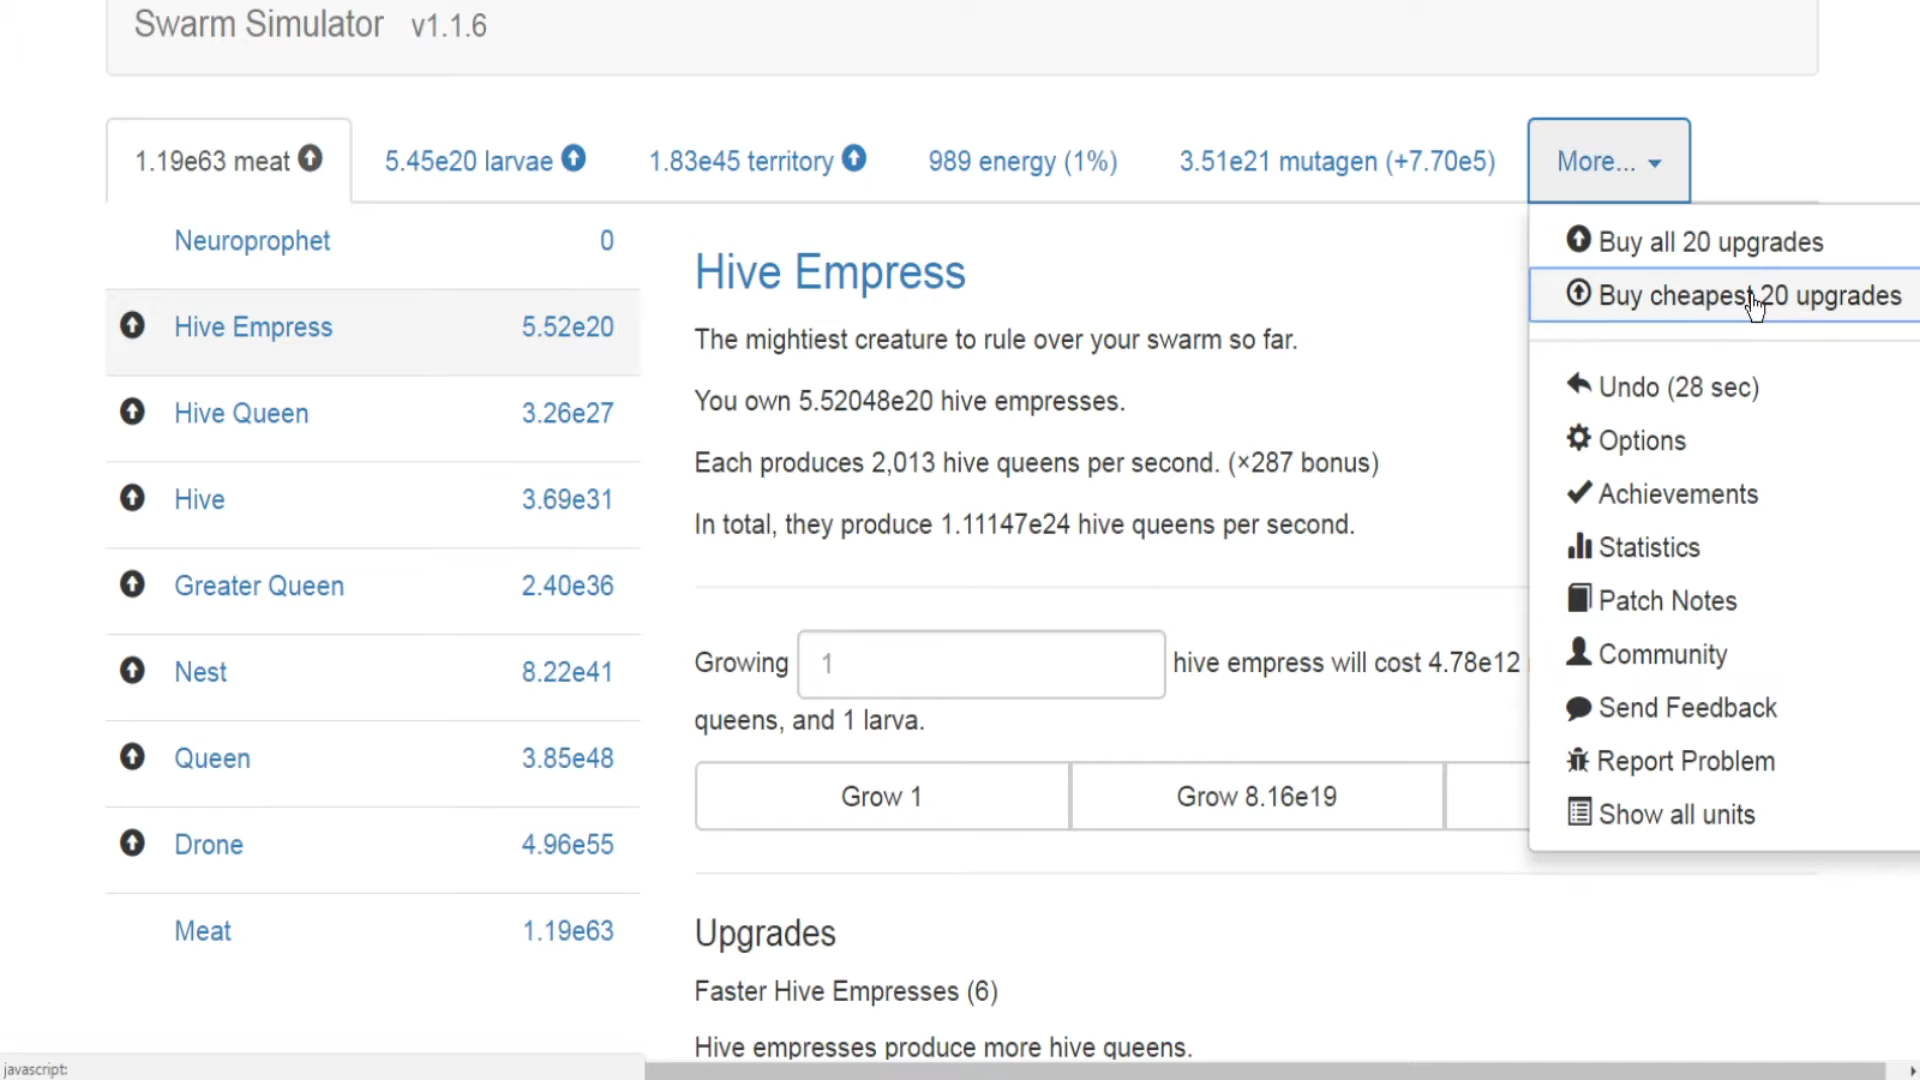 Swarm Simulator v1.1.6
1.19e63 meat
5.45e20 larvae
1.83e45 territory
989 energy (1%)
3.51e21 mutagen (+7.70e5)
More...
Neuroprophet 0
Hive Empress 5.52e20
Hive Queen 3.26e27
Hive 3.69e31
Greater Queen 2.40e36
Nest 8.22e41
Queen 3.85e48
Drone 4.96e55
Meat 1.19e63
Hive Empress
The mightiest creature to rule over your swarm so far.
You own 5.52048e20 hive empresses.
Each produces 2,013 hive queens per second. (×287 bonus)
In total, they produce 1.11147e24 hive queens per second.
Growing 1 hive empress will cost 4.78e12
queens, and 1 larva.
Grow 1
Grow 8.16e19
Upgrades
Faster Hive Empresses (6)
Hive empresses produce more hive queens.
Buy all 20 upgrades
Buy cheapest 20 upgrades
Undo (28 sec)
Options
Achievements
Statistics
Patch Notes
Community
Send Feedback
Report Problem
Show all units
javascript: